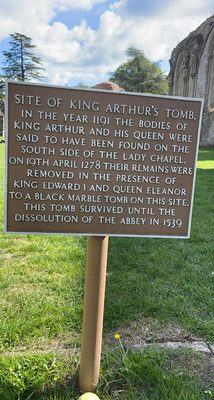 SITE OF KING ARTHUR'S TOMB.
IN THE YEAR 1191 THE BODIES OF
KING ARTHUR AND HIS QUEEN WERE
SAID TO HAVE BEEN FOUND ON THE
SOUTH SIDE OF THE LADY CHAPEL.
ON 19TH APRIL 1278 THEIR REMAINS WERE
REMOVED IN THE PRESENCE OF
KING EDWARD I AND QUEEN ELEANOR
TO A BLACK MARBLE TOMB ON THIS SITE.
THIS TOMB SURVIVED UNTIL THE
DISSOLUTION OF THE ABBEY IN 1539